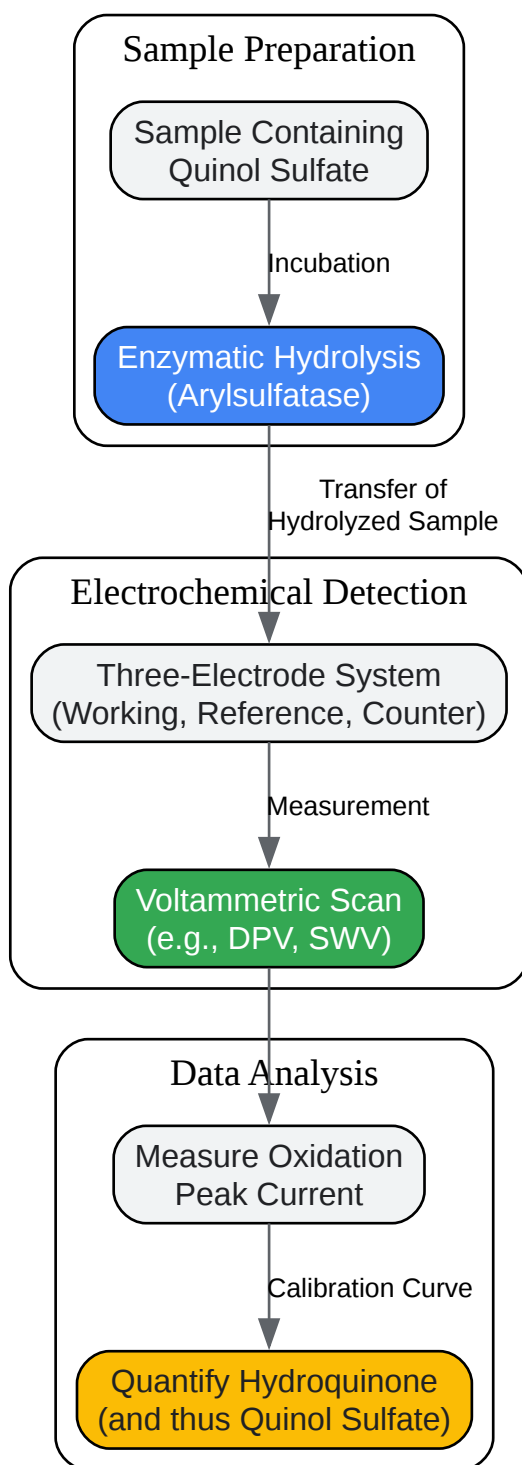 Sample Preparation
Sample Containing
Quinol Sulfate
Incubation
Enzymatic Hydrolysis
(Arylsulfatase)
Transfer of
Hydrolyzed Sample
Electrochemical Detection
Three-Electrode System
(Working, Reference, Counter)
Measurement
Voltammetric Scan
(e.g., DPV, SWV)
Data Analysis
Measure Oxidation
Peak Current
Calibration Curve
Quantify Hydroquinone
(and thus Quinol Sulfate)